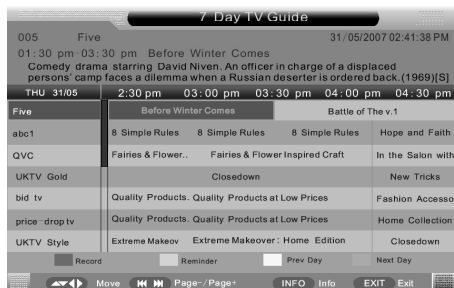 7 Day TV Guide
005 Five 31/05/2007 02:41:38 PM
01:30 pm-03:30 pm Before Winter Comes
Comedy drama starring David Niven. An officer in charge of a displaced
persons' camp faces a dilemma when a Russian deserter is ordered back.(1969)[S]
THU 31/05 2:30 pm 03:00 pm 03:30 pm 04:00 pm 04:30 pm
Five Before Winter Comes Battle of The v.1
abc1 8 Simple Rules 8 Simple Rules 8 Simple Rules Hope and Faith
QVC Fairies & Flower.. Fairies & Flower Inspired Craft In the Salon with
UKTV Gold Closedown New Tricks
bid tv Quality Products. Quality Products at Low Prices Fashion Accesso
price-drop tv Quality Products. Quality Products at Low Prices Home Collection
UKTV Style Extreme Makeov Extreme Makeover: Home Edition Closedown
Record Reminder Prev Day Next Day
Move Page-/Page+ INFO Info EXIT Exit